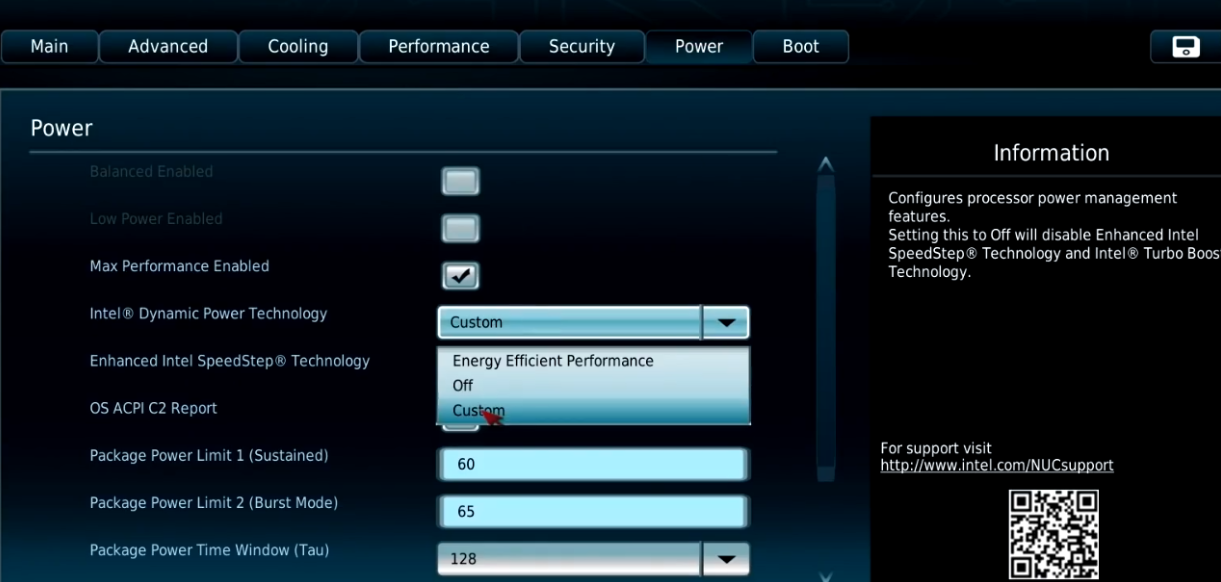 Main
Advanced
Cooling
Performance
Security
Power
Boot
Power
Balanced Enabled
Low Power Enabled
Max Performance Enabled
Intel® Dynamic Power Technology
Custom
Enhanced Intel SpeedStep® Technology
Energy Efficient Performance
Off
OS ACPI C2 Report
Custom
Package Power Limit 1 (Sustained)
60
Package Power Limit 2 (Burst Mode)
65
Package Power Time Window (Tau)
128
Information
Configures processor power management
features.
Setting this to Off will disable Enhanced Intel
SpeedStep® Technology and Intel® Turbo Boost
Technology.
For support visit
http://www.intel.com/NUCsupport